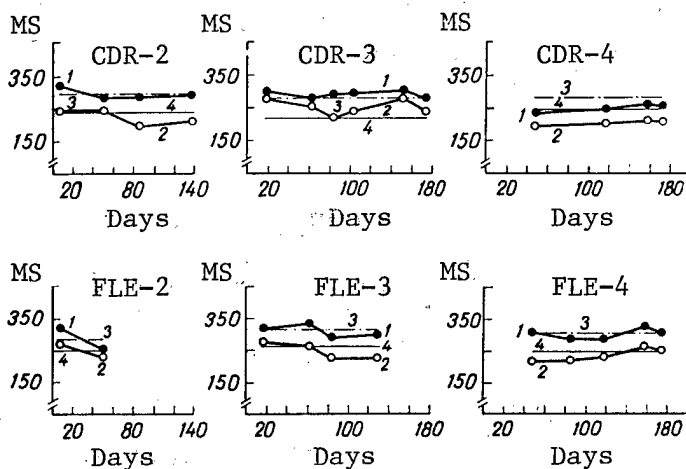 MS MS MS
CDR-2 CDR-3 CDR-4
350 350 350
1 1 3
3 4 3 2 4 1
150 2 4 150 2 150
20 80 140 20 100 180 20 100 180
Days Days Days
MS MS MS
FLE-2 FLE-3 FLE-4
350 1 3 350 3 1 350 3
4 2 4 2 4 1 2
150 150 150
20 80 140 20 100 180 20 100 180
Days Days Days